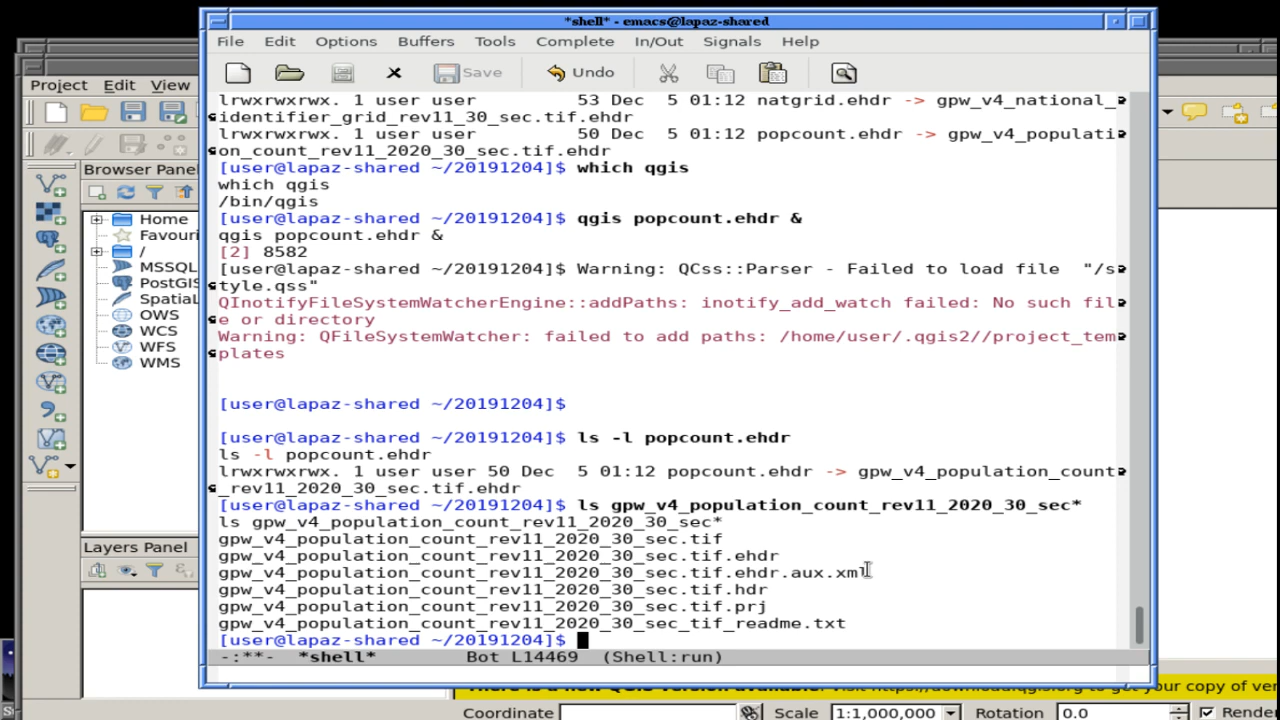 *shell* - emacs@lapaz-shared
File Edit Options Buffers Tools Complete In/Out Signals Help
Save Undo
Project Edit View
Browser Pane
Home
Favouri
/
MSSQL
PostGIS
SpatiaL
OWS
WCS
WFS
WMS
Layers Panel
lrwxrwxrwx. 1 user user 53 Dec 5 01:12 natgrid.ehdr -> gpw_v4_national_
identifier_grid_rev11_30_sec.tif.ehdr
lrwxrwxrwx. 1 user user 50 Dec 5 01:12 popcount.ehdr -> gpw_v4_populati
on_count_rev11_2020_30_sec.tif.ehdr
[user@lapaz-shared ~/20191204]$ which qgis
which qgis
/bin/qgis
[user@lapaz-shared ~/20191204]$ qgis popcount.ehdr &
qgis popcount.ehdr &
[2] 8582
[user@lapaz-shared ~/20191204]$ Warning: QCss::Parser - Failed to load file "/s
tyle.qss"
QInotifyFileSystemWatcherEngine::addPaths: inotify_add_watch failed: No such fil
e or directory
Warning: QFileSystemWatcher: failed to add paths: /home/user/.qgis2//project_tem
plates
[user@lapaz-shared ~/20191204]$
[user@lapaz-shared ~/20191204]$ ls -l popcount.ehdr
ls -l popcount.ehdr
lrwxrwxrwx. 1 user user 50 Dec 5 01:12 popcount.ehdr -> gpw_v4_population_count
_rev11_2020_30_sec.tif.ehdr
[user@lapaz-shared ~/20191204]$ ls gpw_v4_population_count_rev11_2020_30_sec*
ls gpw_v4_population_count_rev11_2020_30_sec*
gpw_v4_population_count_rev11_2020_30_sec.tif
gpw_v4_population_count_rev11_2020_30_sec.tif.ehdr
gpw_v4_population_count_rev11_2020_30_sec.tif.ehdr.aux.xml
gpw_v4_population_count_rev11_2020_30_sec.tif.hdr
gpw_v4_population_count_rev11_2020_30_sec.tif.prj
gpw_v4_population_count_rev11_2020_30_sec_tif_readme.txt
[user@lapaz-shared ~/20191204]$
-:**- *shell* Bot L14469 (Shell:run)
your copy of ver
Coordinate Scale 1:1,000,000 Rotation 0.0 Render